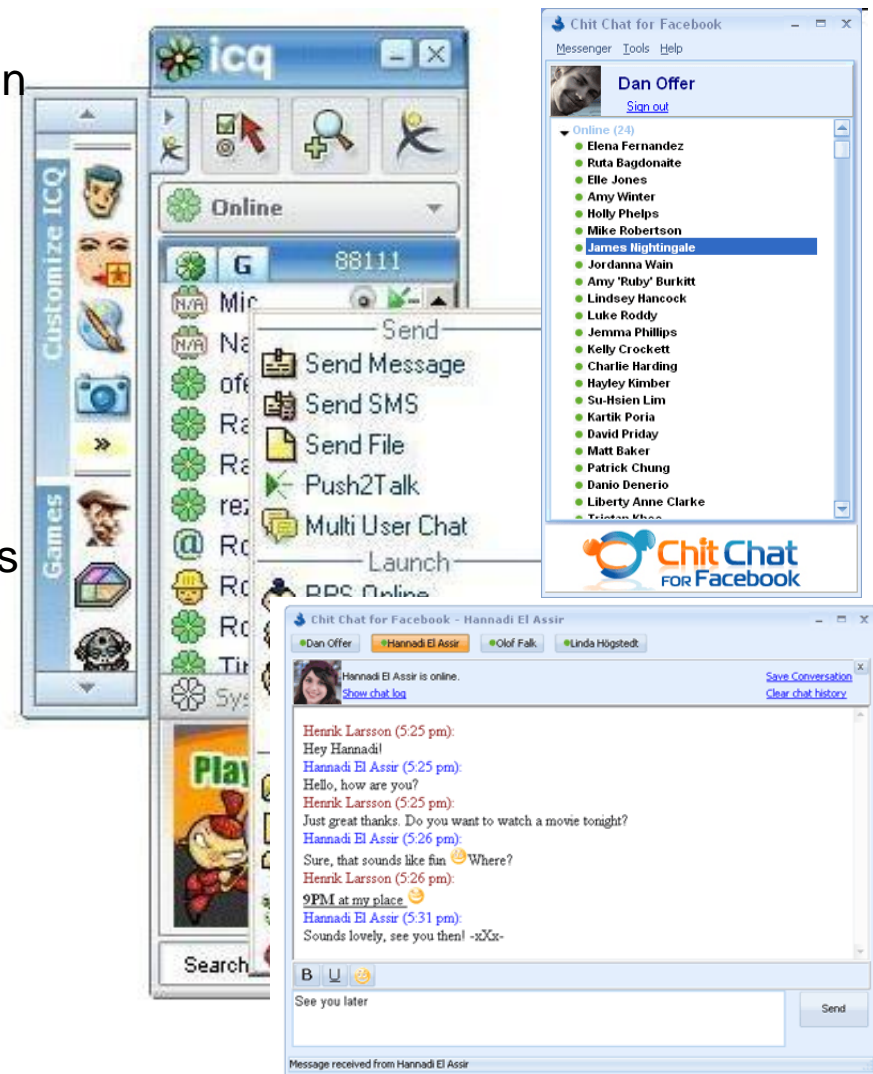 n
s
icq
Customize ICQ
Games
Online
G
88111
N/A
Mic
N/A
Na
ofe
Ra
Ra
rez
Ro
Ro
Ro
Tir
Sys
Play
Search
Send
Send Message
Send SMS
Send File
Push2Talk
Multi User Chat
Launch
RPS Online
Chit Chat for Facebook
Messenger Tools Help
Dan Offer
Sign out
Online (24)
Elena Fernandez
Ruta Bagdonaite
Elle Jones
Amy Winter
Holly Phelps
Mike Robertson
James Nightingale
Jordanna Wain
Amy 'Ruby' Burkitt
Lindsey Hancock
Luke Roddy
Jemma Phillips
Kelly Crockett
Charlie Harding
Hayley Kimber
Su-Hsien Lim
Kartik Poria
David Priday
Matt Baker
Patrick Chung
Danio Denerio
Liberty Anne Clarke
Tristan Khoo
Chit Chat
FOR Facebook
Chit Chat for Facebook - Hannadi El Assir
Dan Offer Hannadi El Assir Olof Falk Linda Högstedt
Hannadi El Assir is online.
Show chat log
Save Conversation
Clear chat history
Henrik Larsson (5:25 pm):
Hey Hannadi!
Hannadi El Assir (5:25 pm):
Hello, how are you?
Henrik Larsson (5:25 pm):
Just great thanks. Do you want to watch a movie tonight?
Hannadi El Assir (5:26 pm):
Sure, that sounds like fun Where?
Henrik Larsson (5:26 pm):
9PM at my place
Hannadi El Assir (5:31 pm):
Sounds lovely, see you then! -xXx-
B U
See you later
Send
Message received from Hannadi El Assir